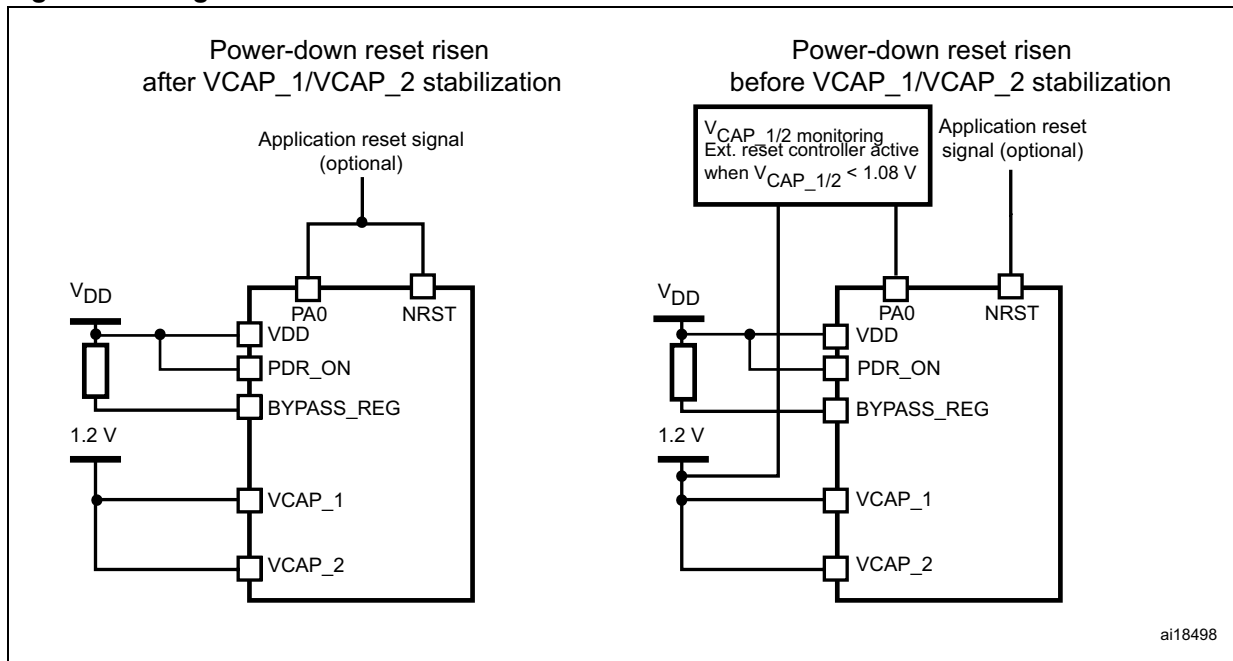 Power-down reset risen
after VCAP_1/VCAP_2 stabilization
Application reset signal
(optional)
VDD
PA0
NRST
VDD
PDR_ON
BYPASS_REG
1.2 V
VCAP_1
VCAP_2
Power-down reset risen
before VCAP_1/VCAP_2 stabilization
VCAP_1/2 monitoring
Ext. reset controller active
when VCAP_1/2 < 1.08 V
Application reset
signal (optional)
VDD
PA0
NRST
VDD
PDR_ON
BYPASS_REG
1.2 V
VCAP_1
VCAP_2
ai18498